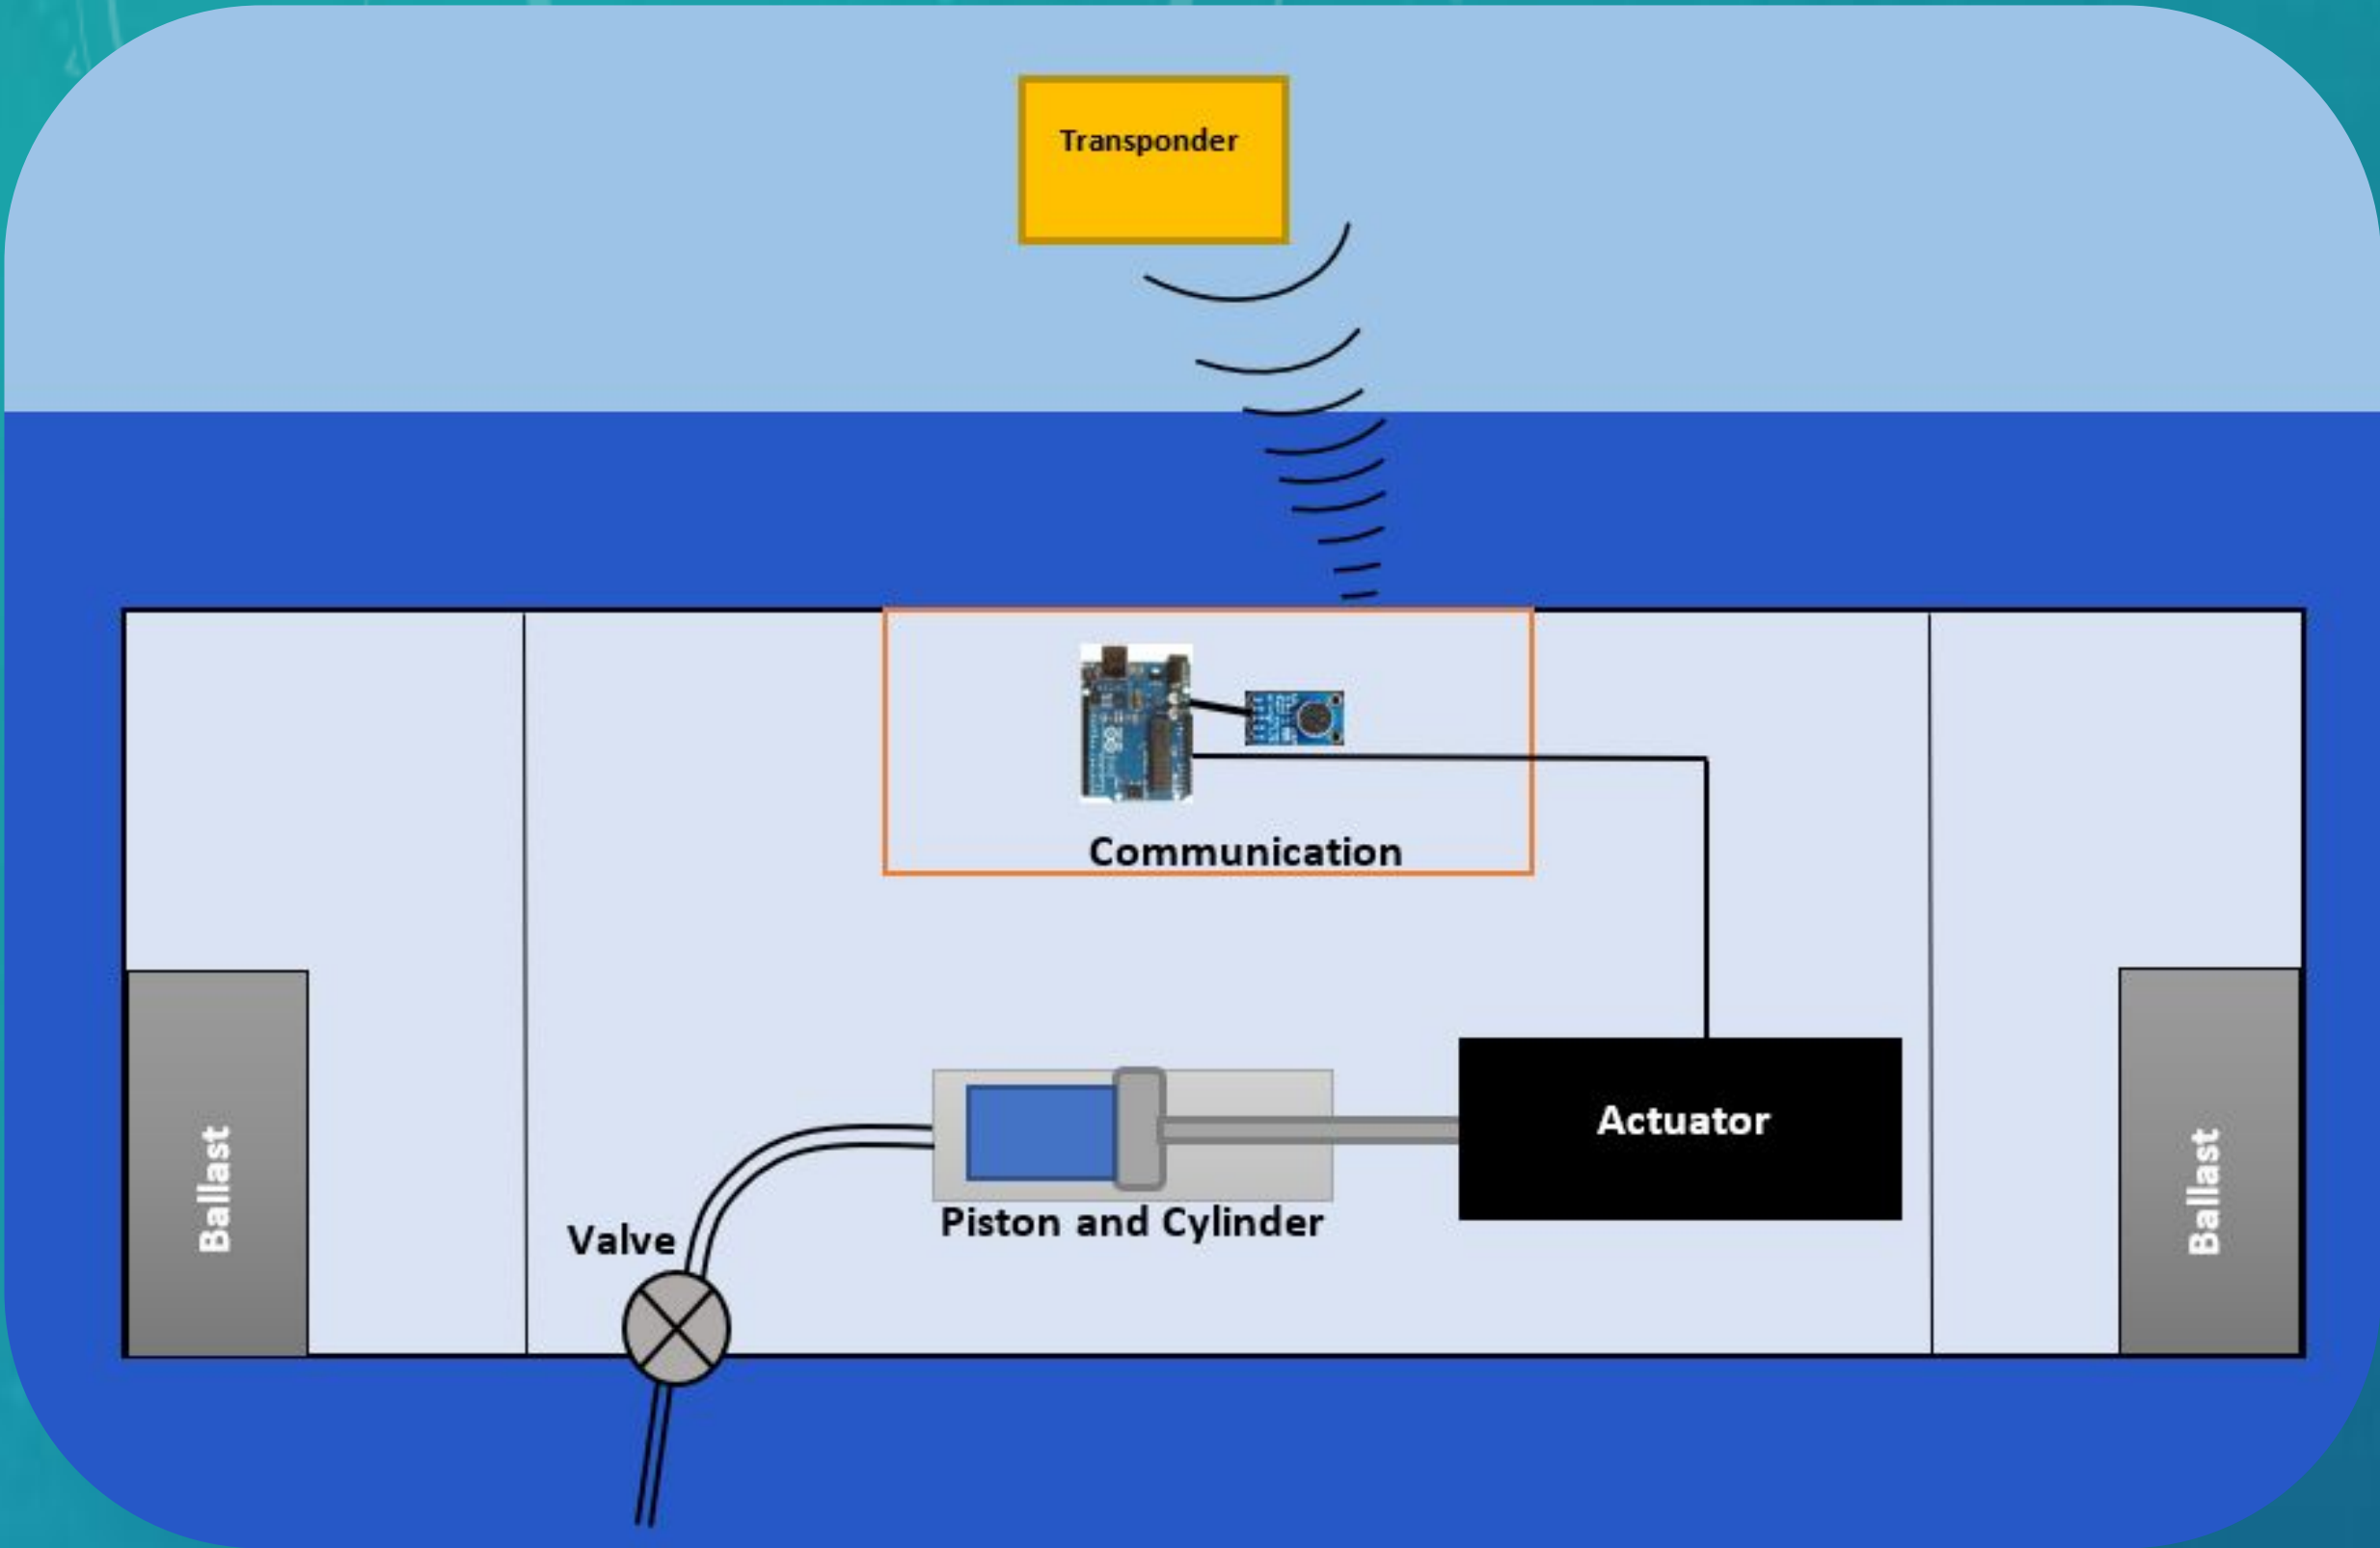 Transponder
Communication
Actuator
Piston and Cylinder
Valve
Ballast
Ballast